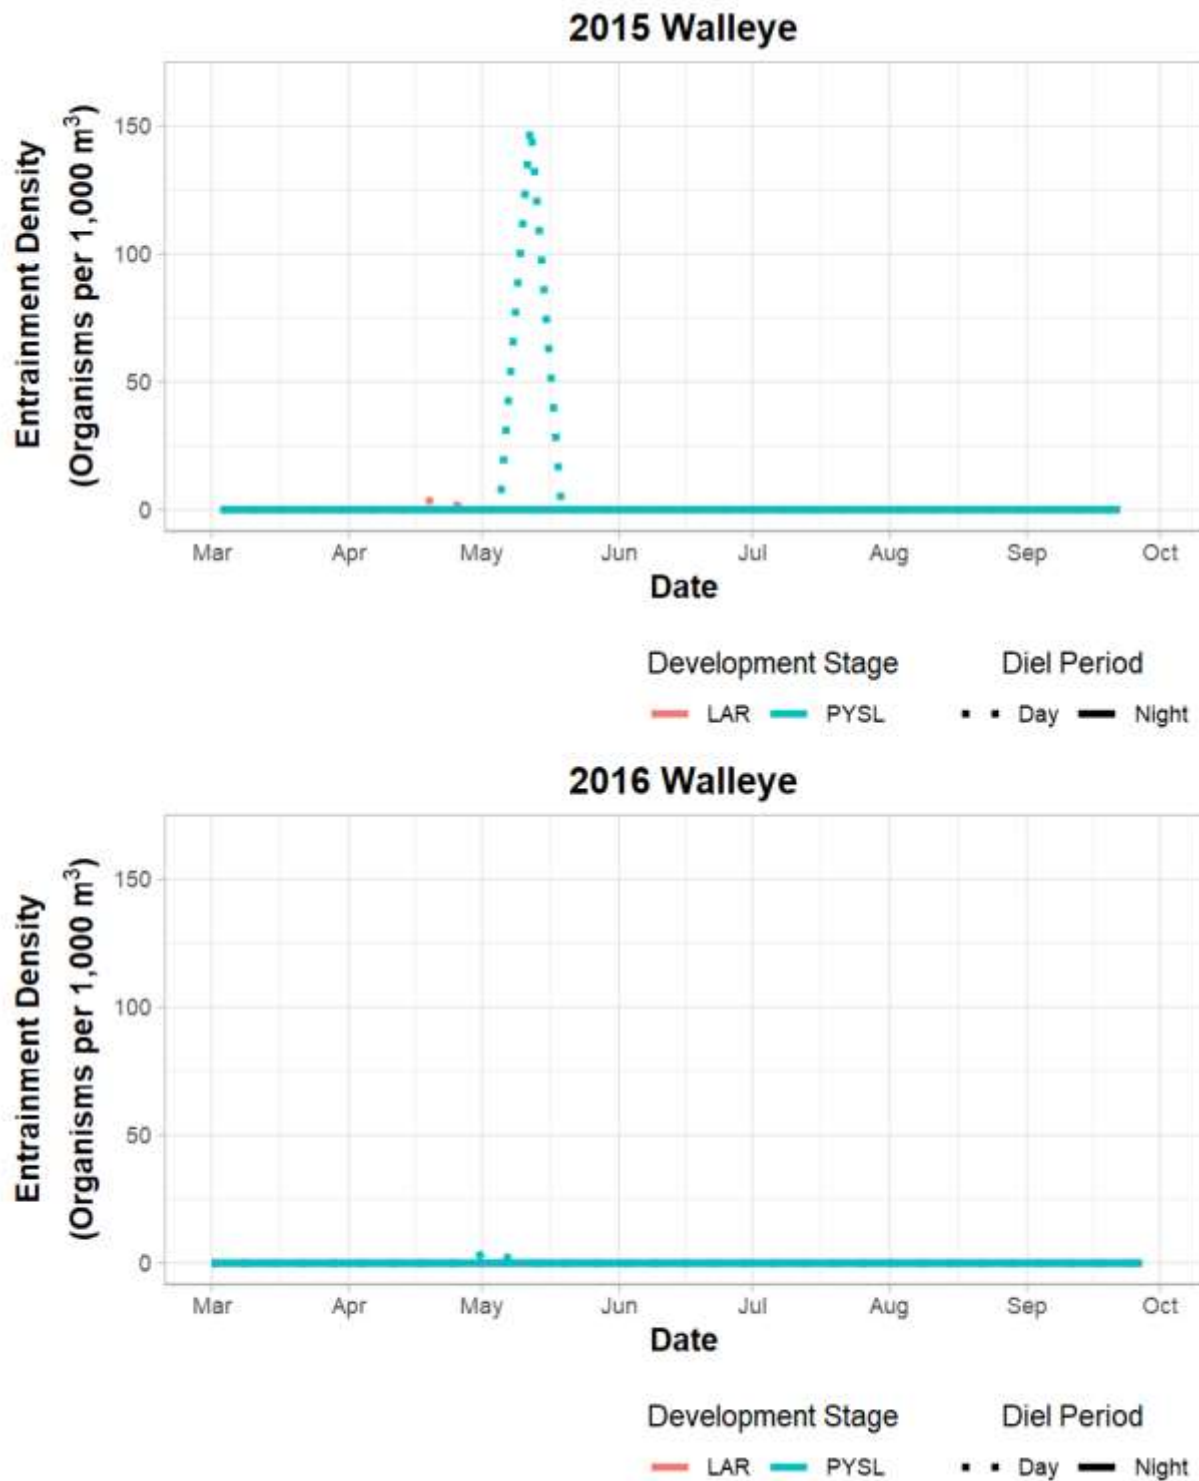 2015 Walleye
Entrainment Density
(Organisms per 1,000 m³)
150
100
50
0
Mar Apr May Jun Jul Aug Sep Oct
Date
Development Stage Diel Period
LAR PYSL Day Night
2016 Walleye
Entrainment Density
(Organisms per 1,000 m³)
150
100
50
0
Mar Apr May Jun Jul Aug Sep Oct
Date
Development Stage Diel Period
LAR PYSL Day Night